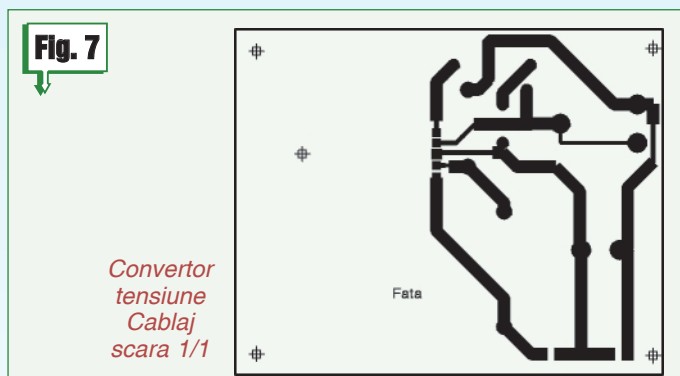 Fig. 7
Convertor
tensiune
Cablaj
scara 1/1
Fata